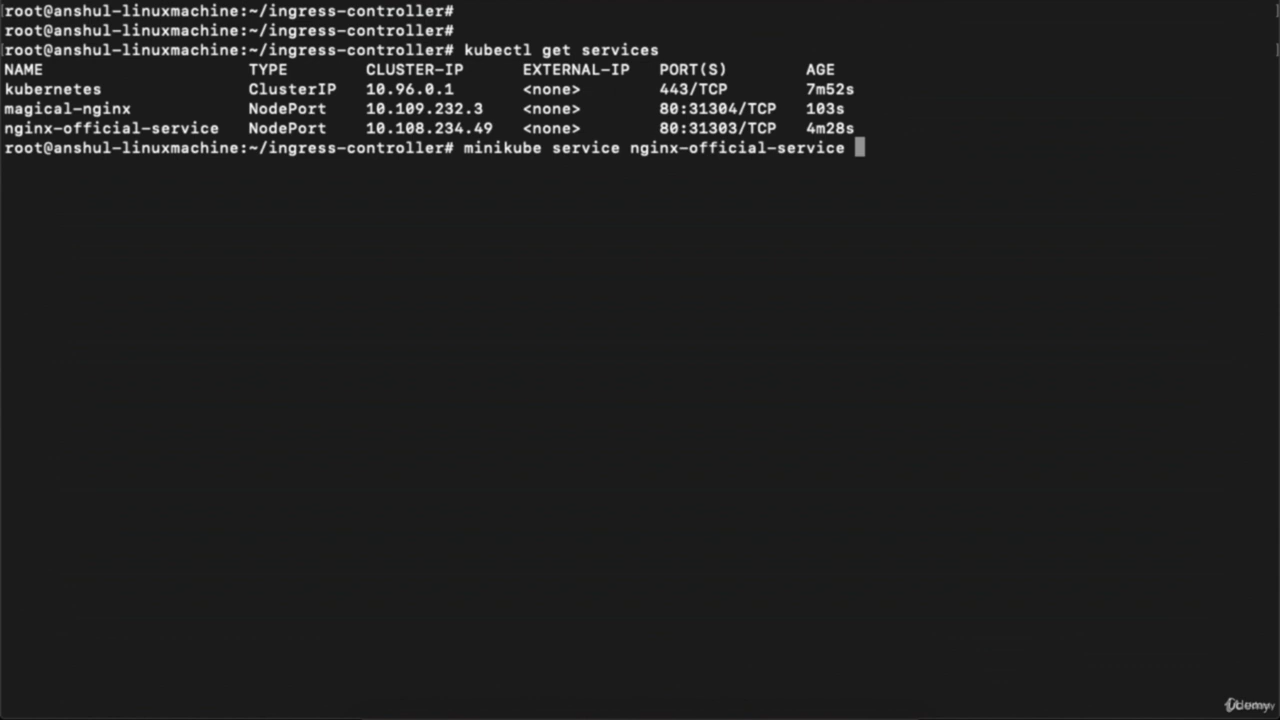 root@anshul-linuxmachine:~/ingress-controller#
root@anshul-linuxmachine:~/ingress-controller#
root@anshul-linuxmachine:~/ingress-controller# kubectl get services
NAME TYPE CLUSTER-IP EXTERNAL-IP PORT(S) AGE
kubernetes ClusterIP 10.96.0.1 <none> 443/TCP 7m52s
magical-nginx NodePort 10.109.232.3 <none> 80:31304/TCP 103s
nginx-official-service NodePort 10.108.234.49 <none> 80:31303/TCP 4m28s
root@anshul-linuxmachine:~/ingress-controller# minikube service nginx-official-service
Udemy